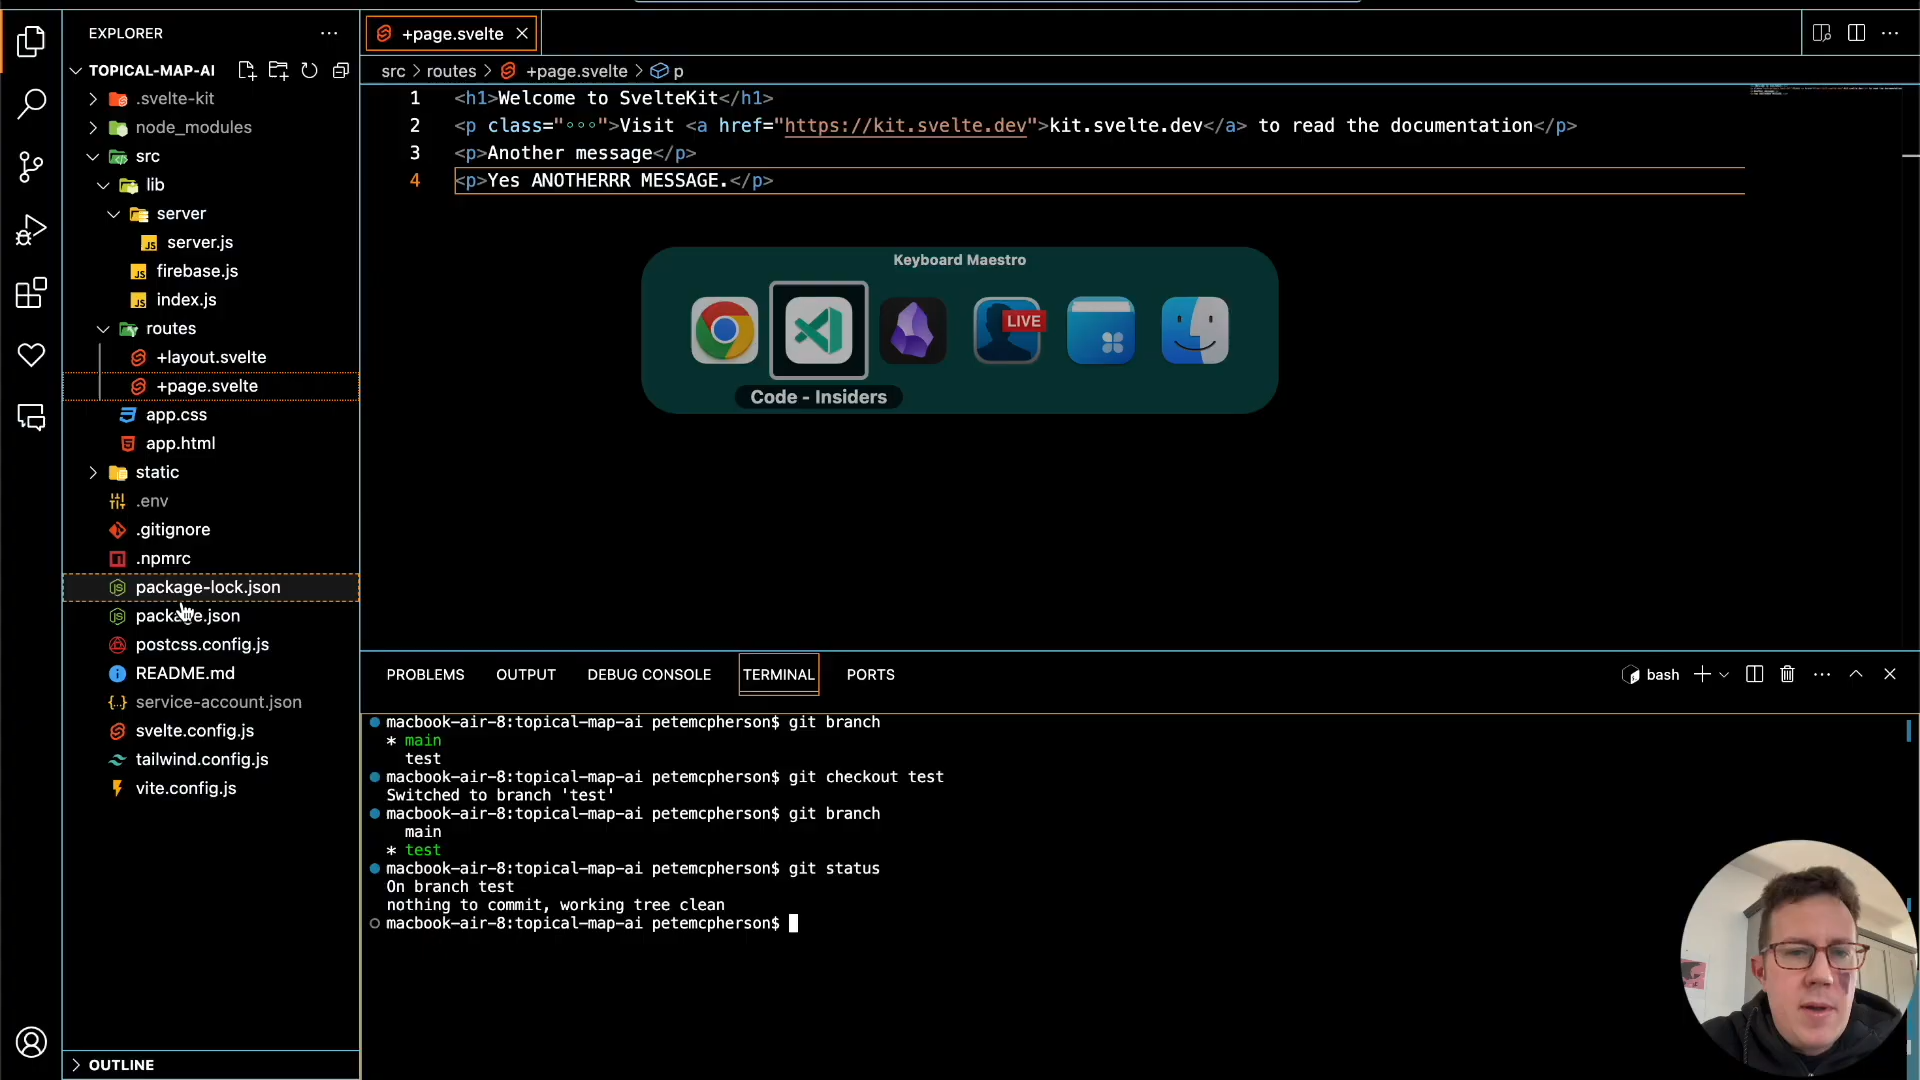 EXPLORER
TOPICAL-MAP-AI
.svelte-kit
node_modules
src
lib
server
server.js
firebase.js
index.js
routes
+layout.svelte
+page.svelte
app.css
app.html
static
.env
.gitignore
.npmrc
package-lock.json
package.json
postcss.config.js
README.md
service-account.json
svelte.config.js
tailwind.config.js
vite.config.js
OUTLINE
+page.svelte
src > routes > +page.svelte > p
1 <h1>Welcome to SvelteKit</h1>
2 <p class="◦◦◦">Visit <a href="https://kit.svelte.dev">kit.svelte.dev</a> to read the documentation</p>
3 <p>Another message</p>
4 <p>Yes ANOTHERRR MESSAGE.</p>
Keyboard Maestro
LIVE
Code - Insiders
PROBLEMS OUTPUT DEBUG CONSOLE TERMINAL PORTS
bash
macbook-air-8:topical-map-ai petemcpherson$ git branch
* main
test
macbook-air-8:topical-map-ai petemcpherson$ git checkout test
Switched to branch 'test'
macbook-air-8:topical-map-ai petemcpherson$ git branch
main
* test
macbook-air-8:topical-map-ai petemcpherson$ git status
On branch test
nothing to commit, working tree clean
macbook-air-8:topical-map-ai petemcpherson$